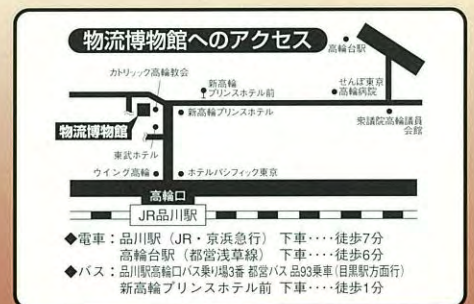 物流博物館へのアクセス
高輪台駅
カトリック高輪教会
新高輪
プリンスホテル前
せんぽ東京
高輪病院
新高輪プリンスホテル
衆議院高輪議員
会館
物流博物館
東武ホテル
ウイング高輪
ホテルパシフィック東京
高輪口
JR品川駅
◆電車：品川駅（JR・京浜急行） 下車‥‥徒歩7分
高輪台駅（都営浅草線） 下車‥‥徒歩6分
◆バス：品川駅高輪口バス乗り場3番 都営バス 品93乗車（目黒駅方面行）
新高輪プリンスホテル前 下車‥‥徒歩1分